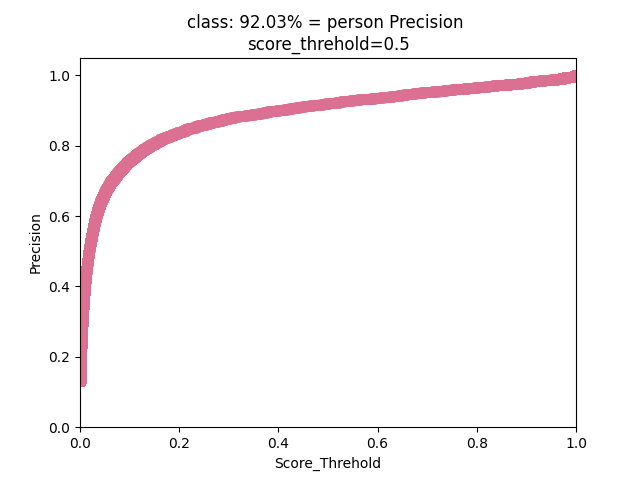 class: 92.03% = person Precision
score_threhold=0.5
1.0
0.8
0.6
0.4
0.2
0.0
Precision
0.0 0.2 0.4 0.6 0.8 1.0
Score_Threhold